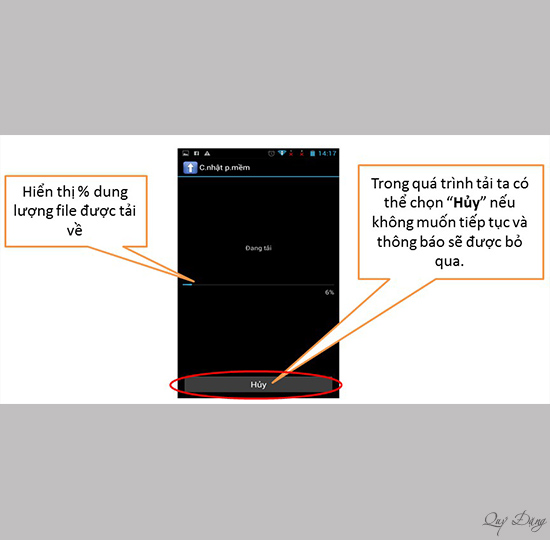 14:17
C.nhật p.mềm
Hiển thị % dung
lượng file được tải
về
Trong quá trình tải ta có
thể chọn “Hủy” nếu
không muốn tiếp tục và
thông báo sẽ được bỏ
qua.
Đang tải
6%
Hủy
Quý Đặng